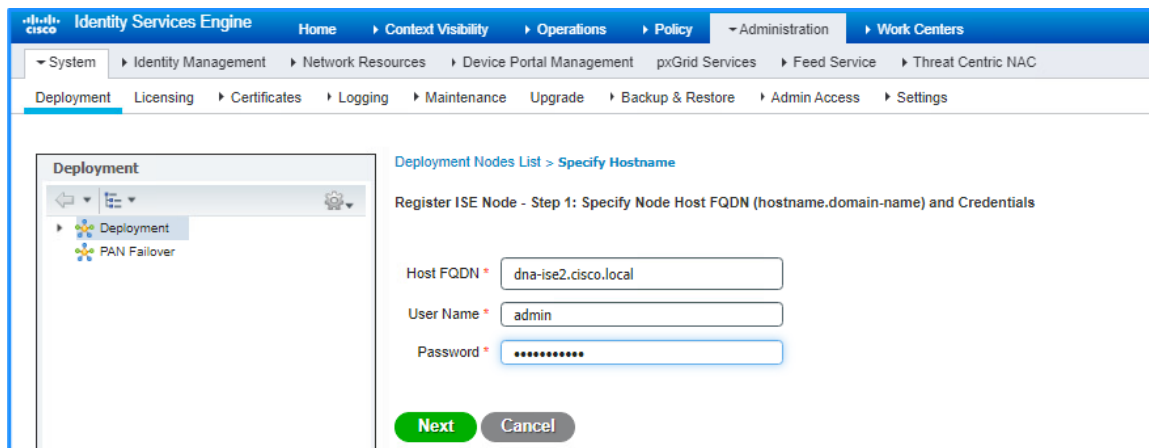 cisco Identity Services Engine Home Context Visibility Operations Policy Administration Work Centers
System Identity Management Network Resources Device Portal Management pxGrid Services Feed Service Threat Centric NAC
Deployment Licensing Certificates Logging Maintenance Upgrade Backup & Restore Admin Access Settings
Deployment
Deployment
PAN Failover
Deployment Nodes List > Specify Hostname
Register ISE Node - Step 1: Specify Node Host FQDN (hostname.domain-name) and Credentials
Host FQDN * dna-ise2.cisco.local
User Name * admin
Password * •••••••••••
Next Cancel